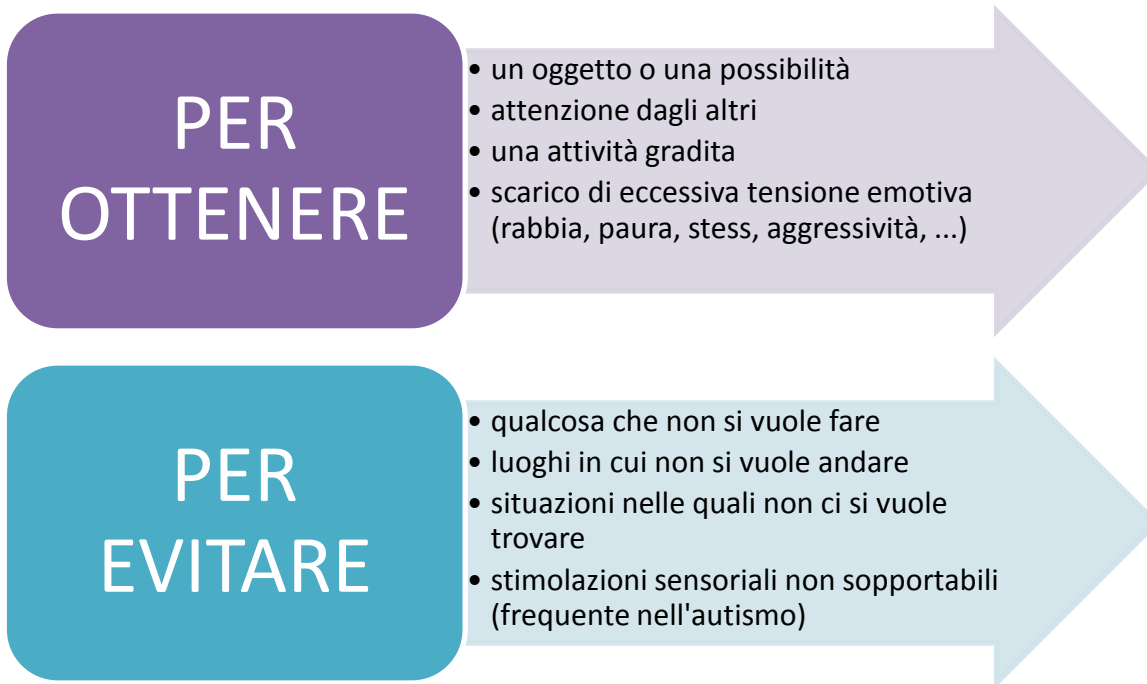 PER
OTTENERE
• un oggetto o una possibilità
• attenzione dagli altri
• una attività gradita
• scarico di eccessiva tensione emotiva
(rabbia, paura, stess, aggressività, ...)
PER
EVITARE
• qualcosa che non si vuole fare
• luoghi in cui non si vuole andare
• situazioni nelle quali non ci si vuole
trovare
• stimolazioni sensoriali non sopportabili
(frequente nell'autismo)